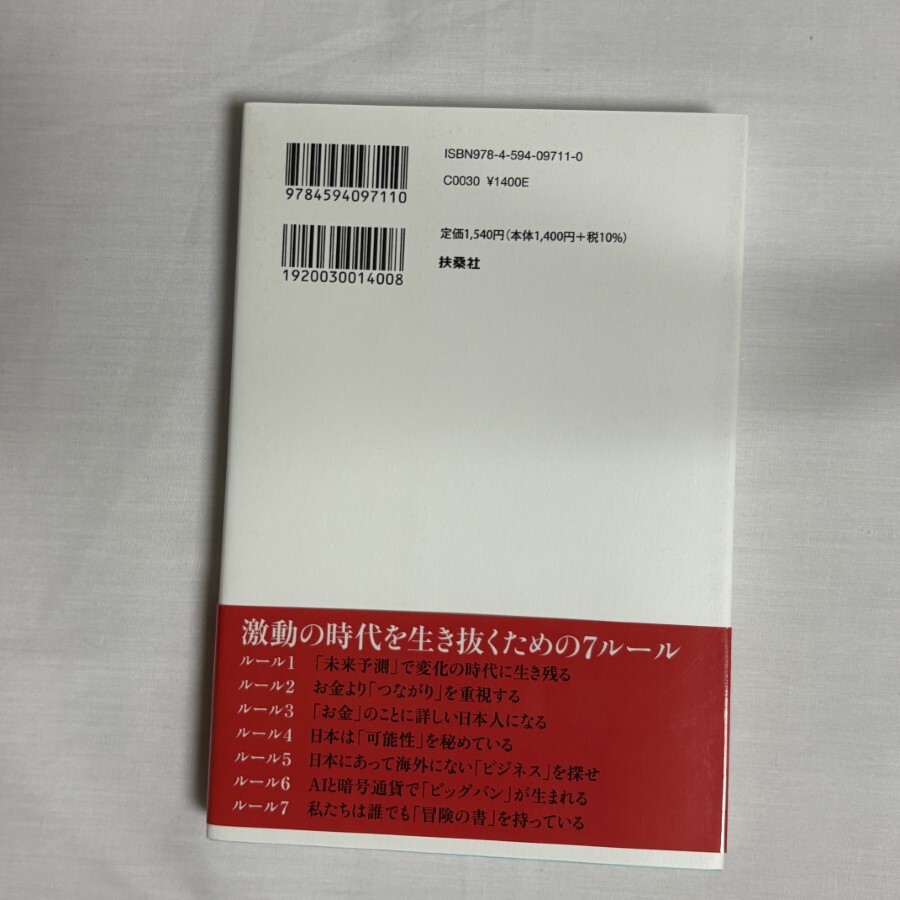 ISBN978-4-594-09711-0
9784594097110
C0030 ¥1400E
定価1,540円(本体1,400円+税10%)
1920030014008
扶桑社
激動の時代を生き抜くための7ルール
ルール1 「未来予測」で変化の時代に生き残る
ルール2 お金より「つながり」を重視する
ルール3 「お金」のことに詳しい日本人になる
ルール4 日本は「可能性」を秘めている
ルール5 日本にあって海外にない「ビジネス」を探せ
ルール6 AIと暗号通貨で「ビッグバン」が生まれる
ルール7 私たちは誰でも「冒険の書」を持っている